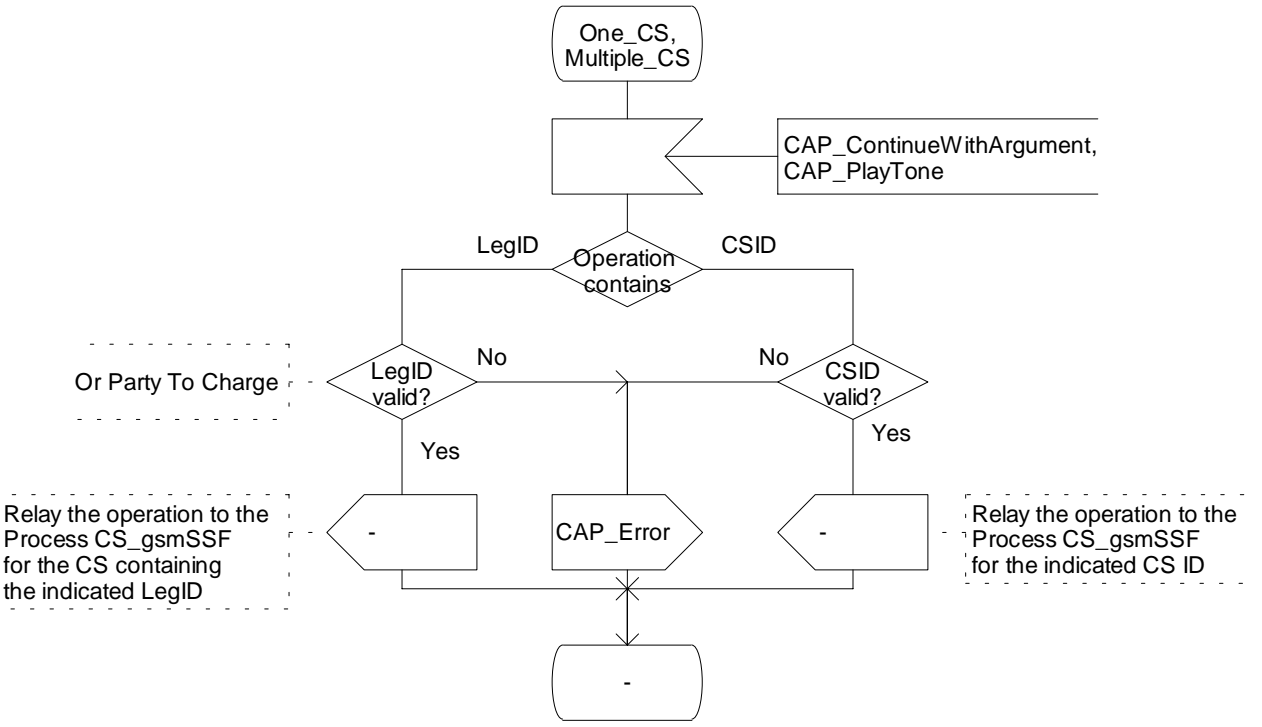 One_CS,
Multiple_CS
CAP_ContinueWithArgument,
CAP_PlayTone
LegID
CSID
Operation
contains
Or Party To Charge
LegID
valid?
No
No
CSID
valid?
Yes
Yes
Relay the operation to the
Process CS_gsmSSF
for the CS containing
the indicated LegID
-
CAP_Error
-
Relay the operation to the
Process CS_gsmSSF
for the indicated CS ID
-